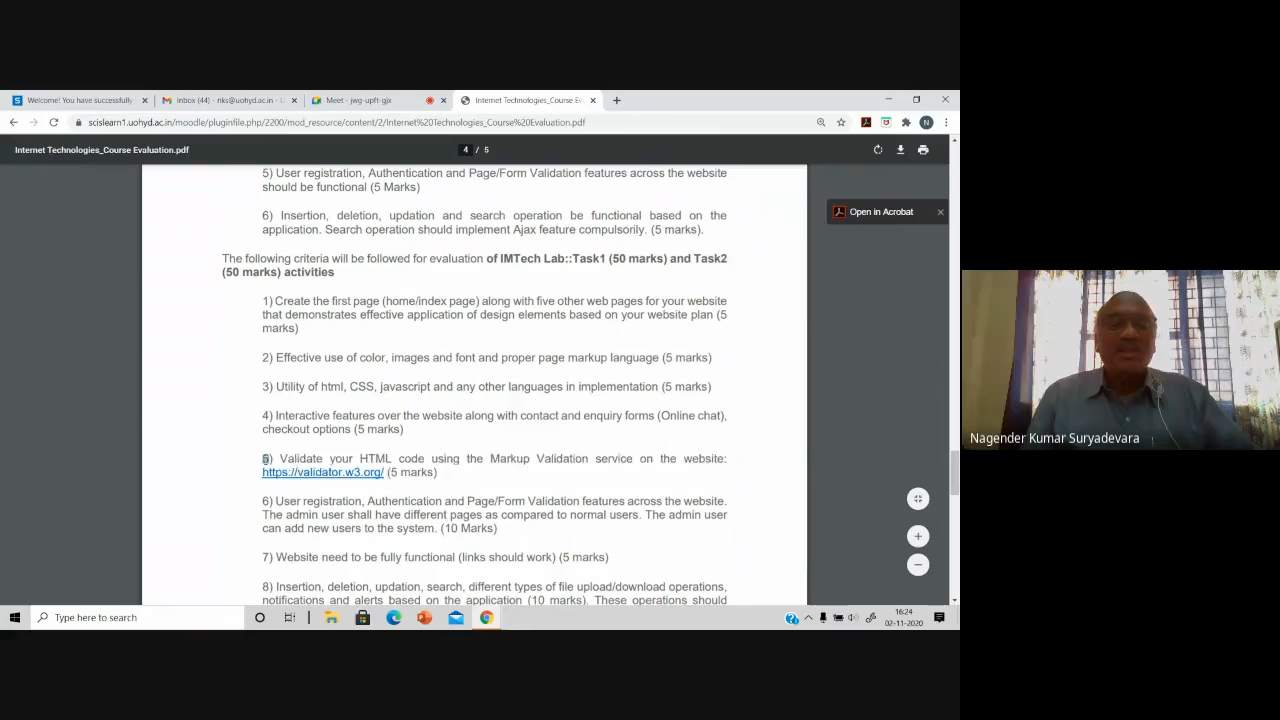 Welcome! You have successfully
Inbox (44) - nks@uohyd.ac.in - U
Meet - jwg-upft-gjx
Internet Technologies_Course Ev
scislearn1.uohyd.ac.in/moodle/pluginfile.php/2200/mod_resource/content/2/Internet%20Technologies_Course%20Evaluation.pdf
N
Internet Technologies_Course Evaluation.pdf
4 / 5
Open in Acrobat
5) User registration, Authentication and Page/Form Validation features across the website
should be functional (5 Marks)
6) Insertion, deletion, updation and search operation be functional based on the
application. Search operation should implement Ajax feature compulsorily. (5 marks).
The following criteria will be followed for evaluation of IMTech Lab::Task1 (50 marks) and Task2
(50 marks) activities
1) Create the first page (home/index page) along with five other web pages for your website
that demonstrates effective application of design elements based on your website plan (5
marks)
2) Effective use of color, images and font and proper page markup language (5 marks)
3) Utility of html, CSS, javascript and any other languages in implementation (5 marks)
4) Interactive features over the website along with contact and enquiry forms (Online chat),
checkout options (5 marks)
5) Validate your HTML code using the Markup Validation service on the website:
https://validator.w3.org/ (5 marks)
6) User registration, Authentication and Page/Form Validation features across the website.
The admin user shall have different pages as compared to normal users. The admin user
can add new users to the system. (10 Marks)
7) Website need to be fully functional (links should work) (5 marks)
8) Insertion, deletion, updation, search, different types of file upload/download operations,
notifications and alerts based on the application (10 marks). These operations should
Nagender Kumar Suryadevara
Type here to search
16:24
02-11-2020